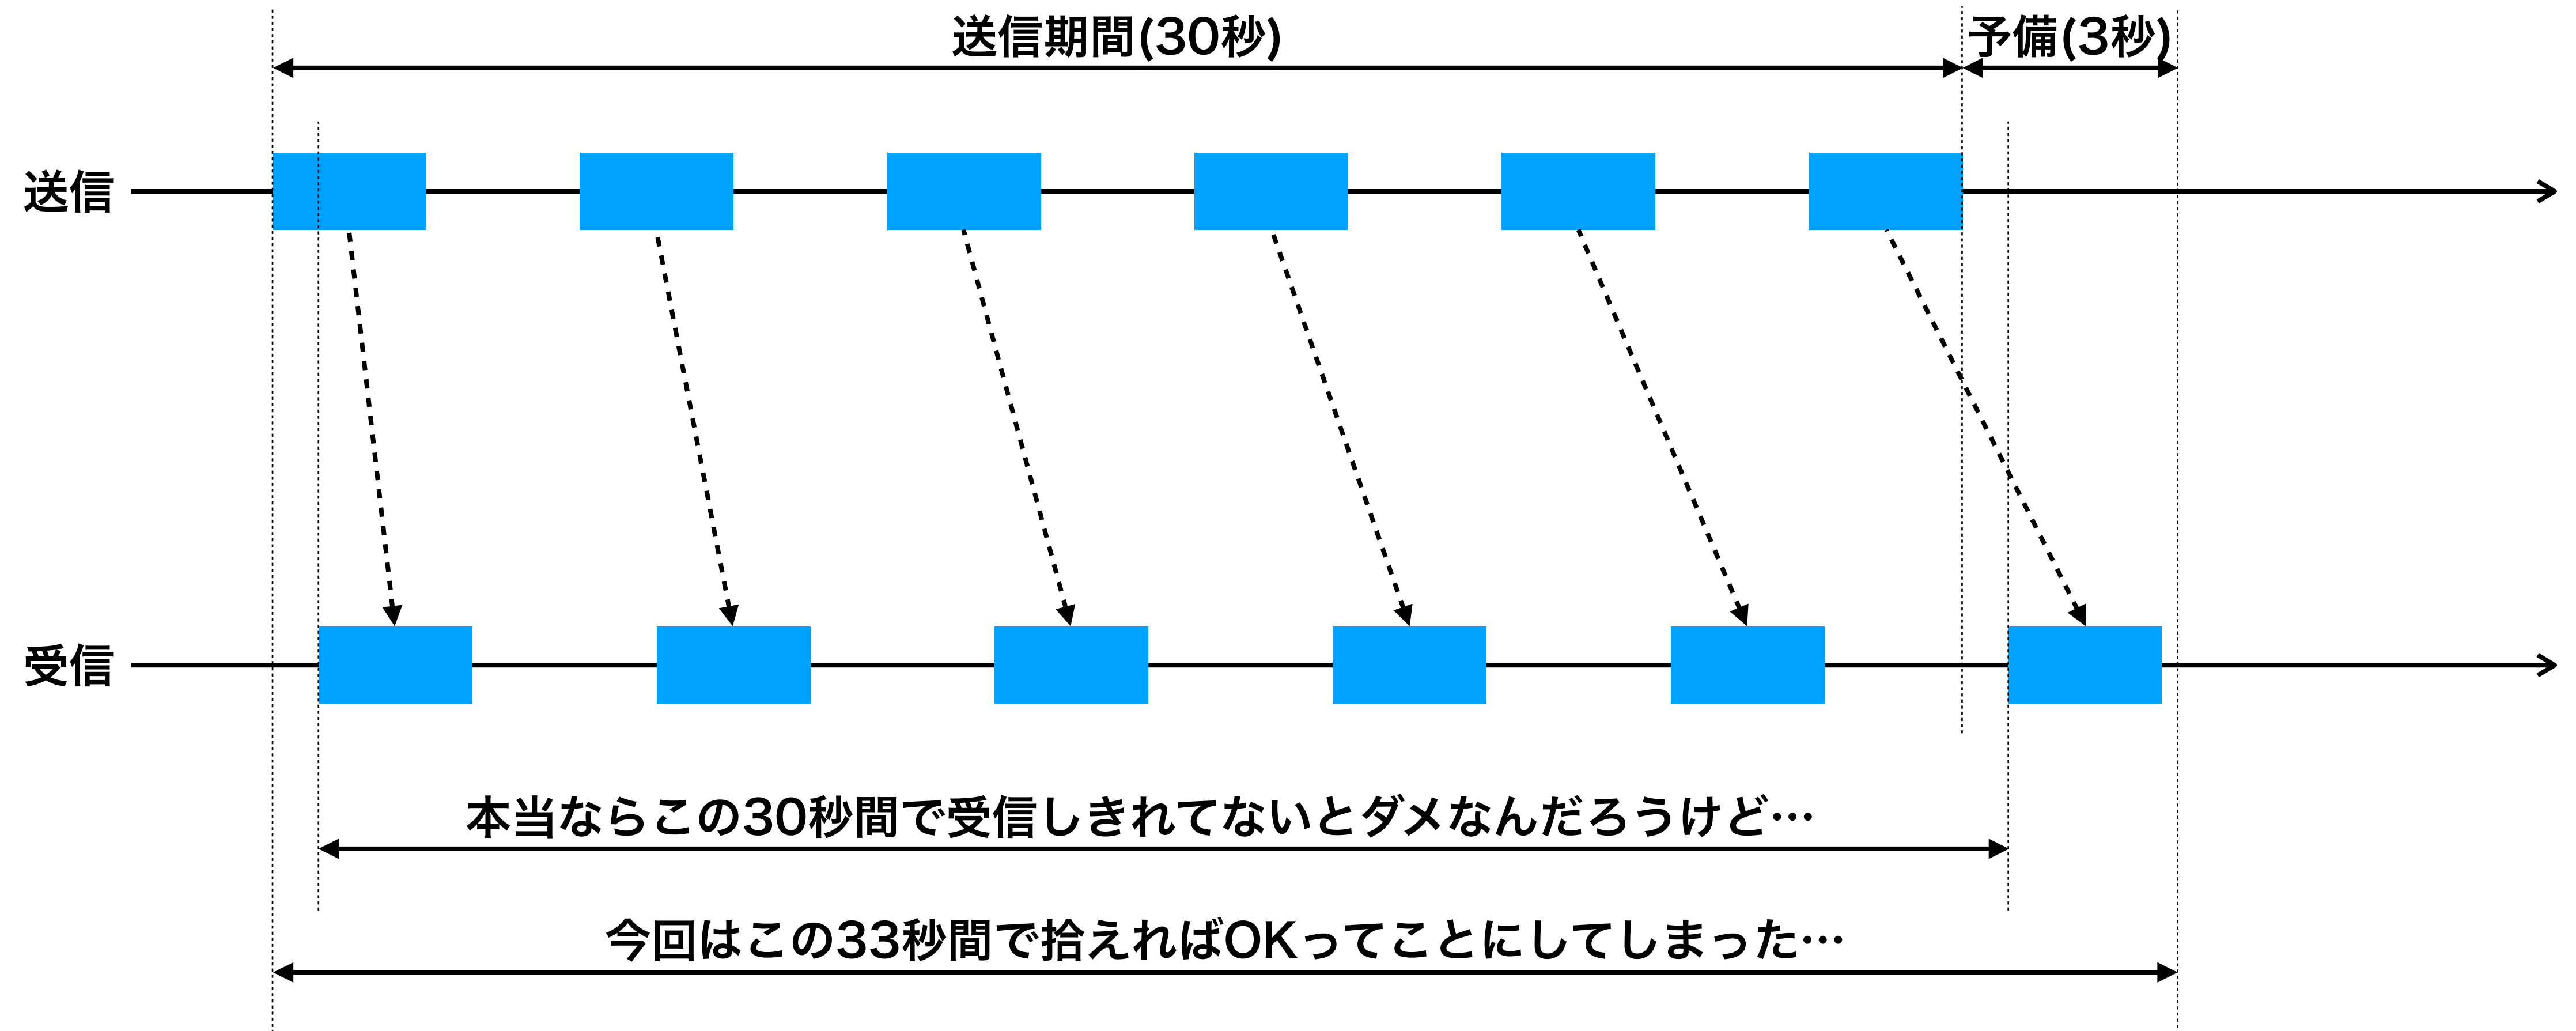 送信期間(30秒)
予備(3秒)
送信
受信
本当ならこの30秒間で受信しきれてないとダメなんだろうけど…
今回はこの33秒間で拾えればOKってことにしてしまった…